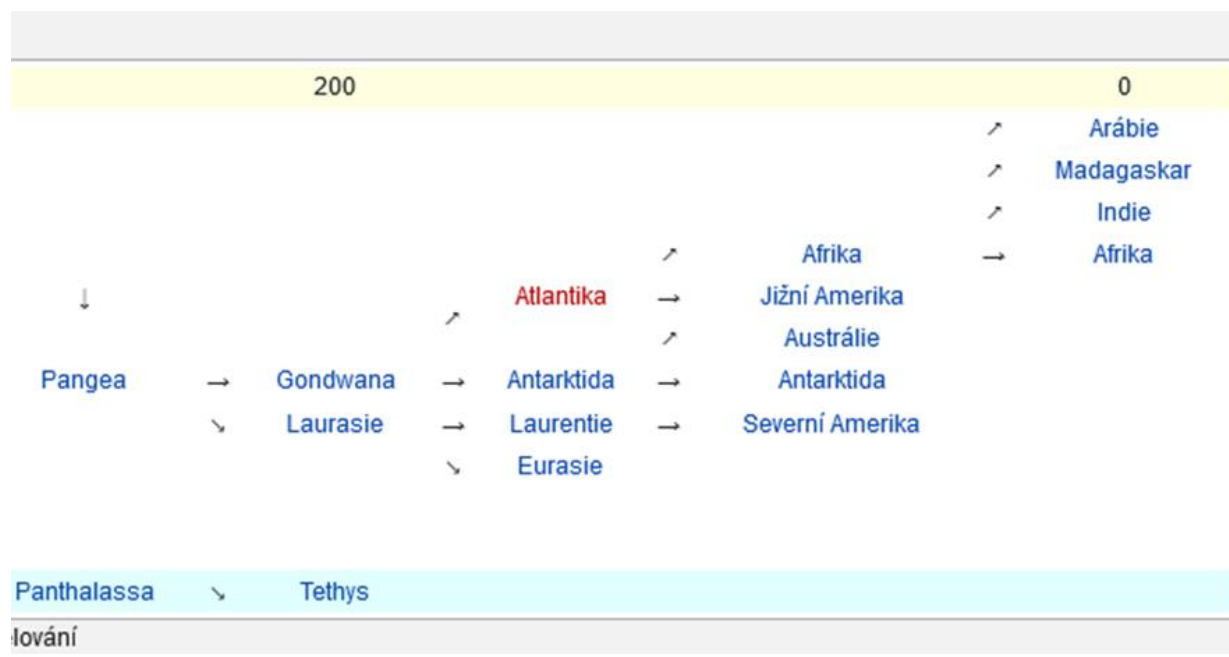 200 0
↗ Arábie
↗ Madagaskar
↗ Indie
↗ Afrika → Afrika
↓ ↗ Atlantika → Jižní Amerika
↗ Austrálie
Pangea → Gondwana → Antarktida → Antarktida
↘ Laurasie → Laurentie → Severní Amerika
↘ Eurasie
Panthalassa ↘ Tethys
lování